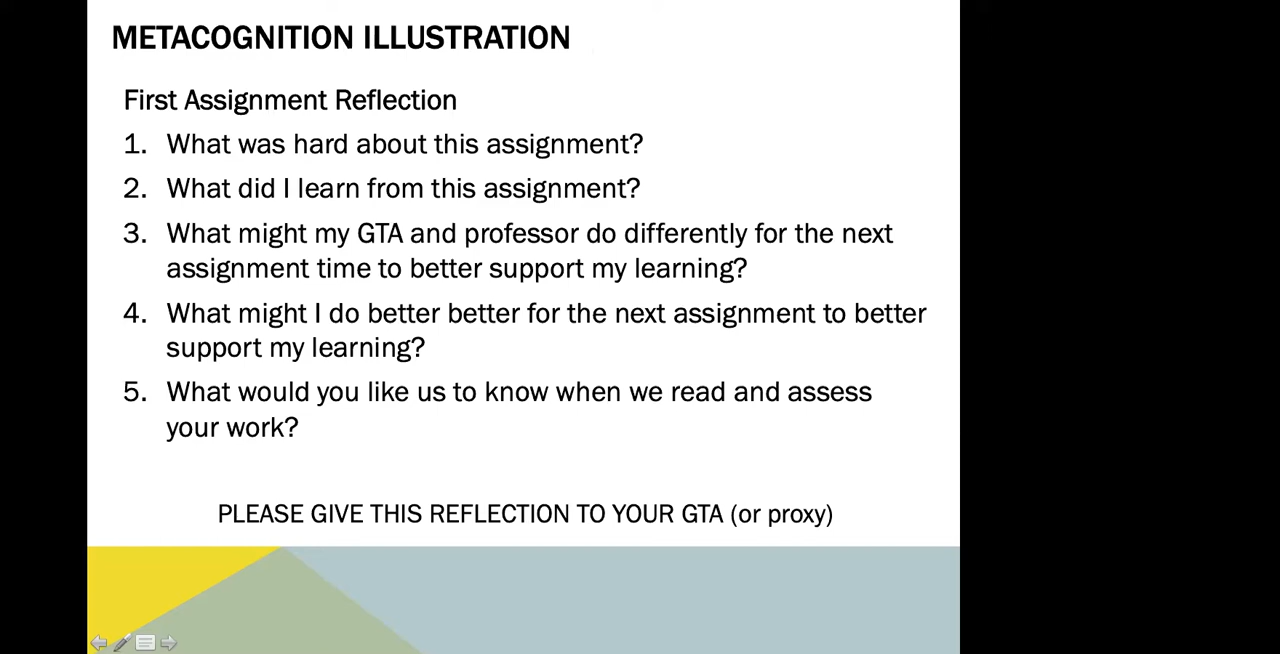 METACOGNITION ILLUSTRATION
First Assignment Reflection
1. What was hard about this assignment?
2. What did I learn from this assignment?
3. What might my GTA and professor do differently for the next
assignment time to better support my learning?
4. What might I do better better for the next assignment to better
support my learning?
5. What would you like us to know when we read and assess
your work?
PLEASE GIVE THIS REFLECTION TO YOUR GTA (or proxy)